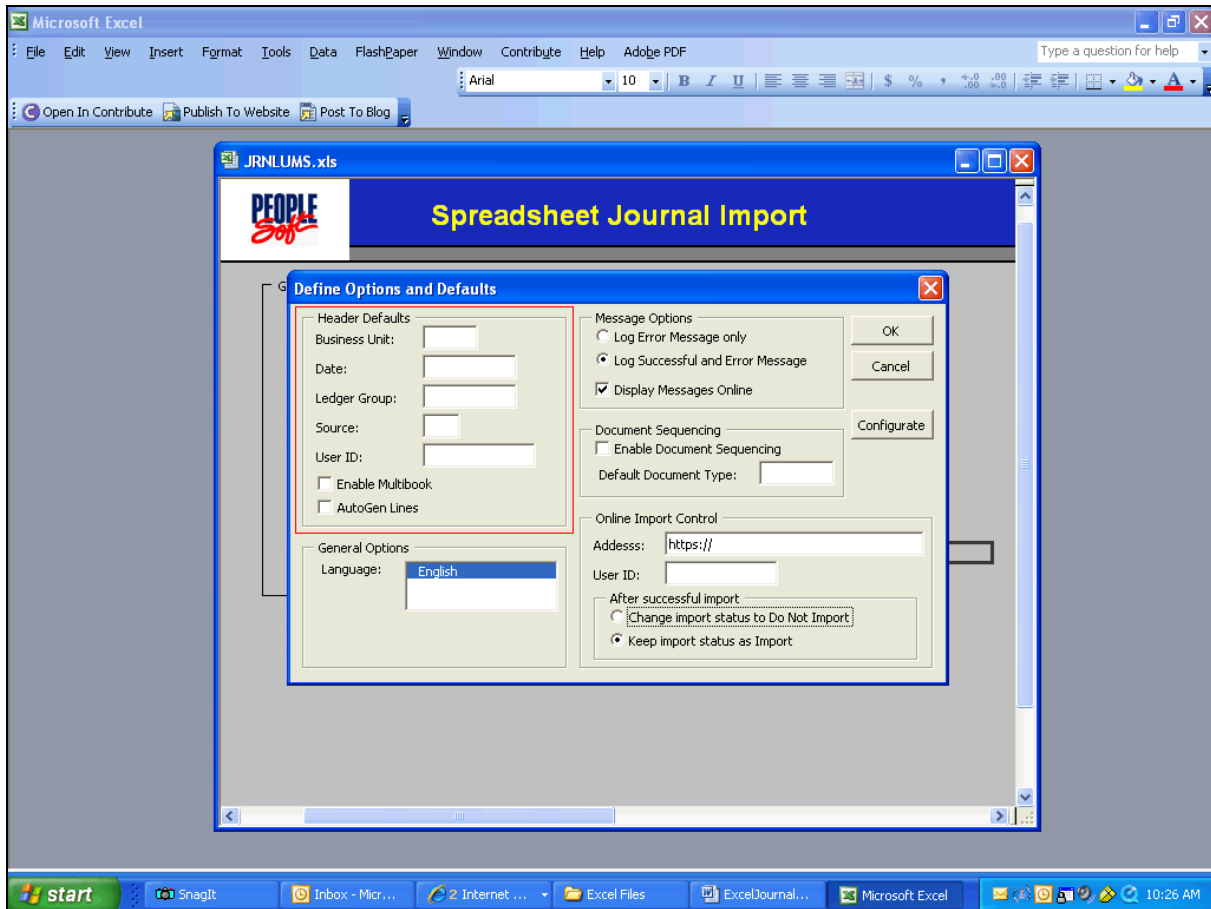 Microsoft Excel
File Edit View Insert Format Tools Data FlashPaper Window Contribute Help Adobe PDF
Type a question for help
Arial 10 B I U $ % , .00 .00
Open In Contribute Publish To Website Post To Blog
JRNLUMS.xls
PEOPLE Soft
Spreadsheet Journal Import
G
Define Options and Defaults
Header Defaults
Business Unit:
Date:
Ledger Group:
Source:
User ID:
Enable Multibook
AutoGen Lines
General Options
Language: English
Message Options
Log Error Message only
Log Successful and Error Message
Display Messages Online
Document Sequencing
Enable Document Sequencing
Default Document Type:
Online Import Control
Addesss: https://
User ID:
After successful import
Change import status to Do Not Import
Keep import status as Import
OK
Cancel
Configurate
start SnagIt Inbox - Micr... 2 Internet ... Excel Files ExcelJournal... Microsoft Excel 10:26 AM